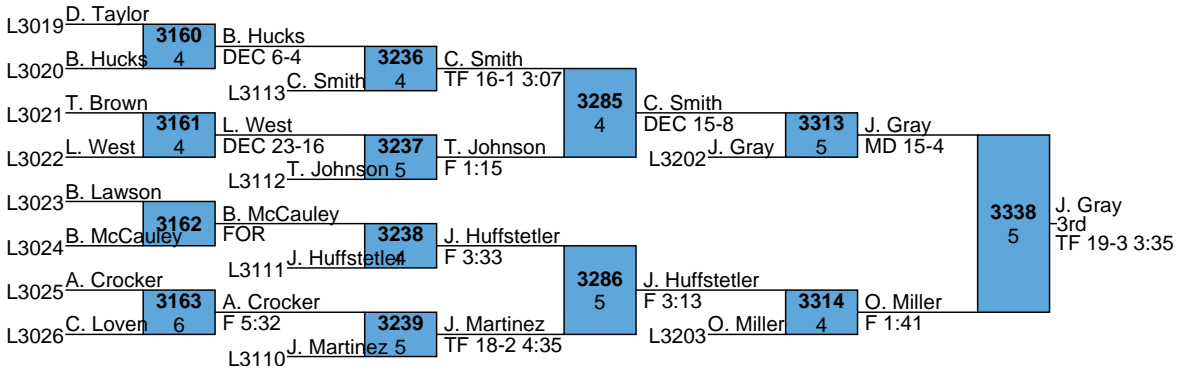 D. Taylor
L3019
3160
B. Hucks
B. Hucks
L3020
4
DEC 6-4
3236
C. Smith
L3113
C. Smith
4
TF 16-1 3:07
T. Brown
L3021
3161
L. West
L. West
L3022
4
DEC 23-16
3237
T. Johnson
L3112
T. Johnson
5
F 1:15
3285
4
C. Smith
DEC 15-8
3313
J. Gray
L3202
J. Gray
5
MD 15-4
B. Lawson
L3023
3162
B. McCauley
B. McCauley
L3024
FOR
3238
J. Huffstetler
L3111
J. Huffstetler
4
F 3:33
A. Crocker
L3025
3163
A. Crocker
C. Loven
L3026
6
F 5:32
3239
J. Martinez
L3110
J. Martinez
5
TF 18-2 4:35
3286
5
J. Huffstetler
F 3:13
3314
O. Miller
L3203
O. Miller
4
F 1:41
3338
5
J. Gray
3rd
TF 19-3 3:35